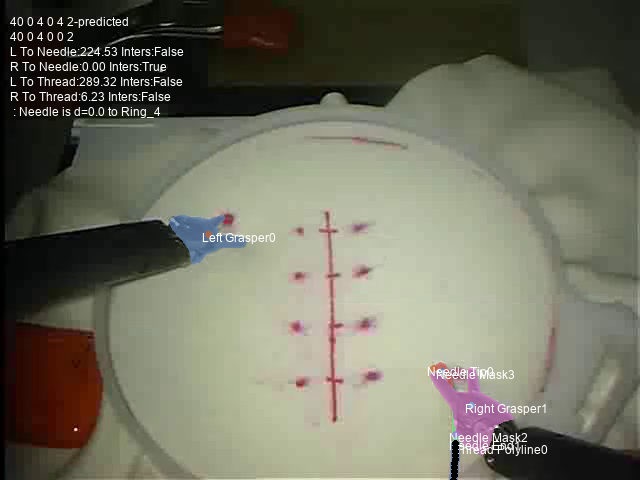 40 0 4 0 4 2-predicted
40 0 4 0 0 2
L To Needle:224.53 Inters:False
R To Needle:0.00 Inters:True
L To Thread:289.32 Inters:False
R To Thread:6.23 Inters:False
: Needle is d=0.0 to Ring_4
Left Grasper0
Needle Tip0
Needle Mask3
Right Grasper1
Needle Mask2
Thread Polyline0